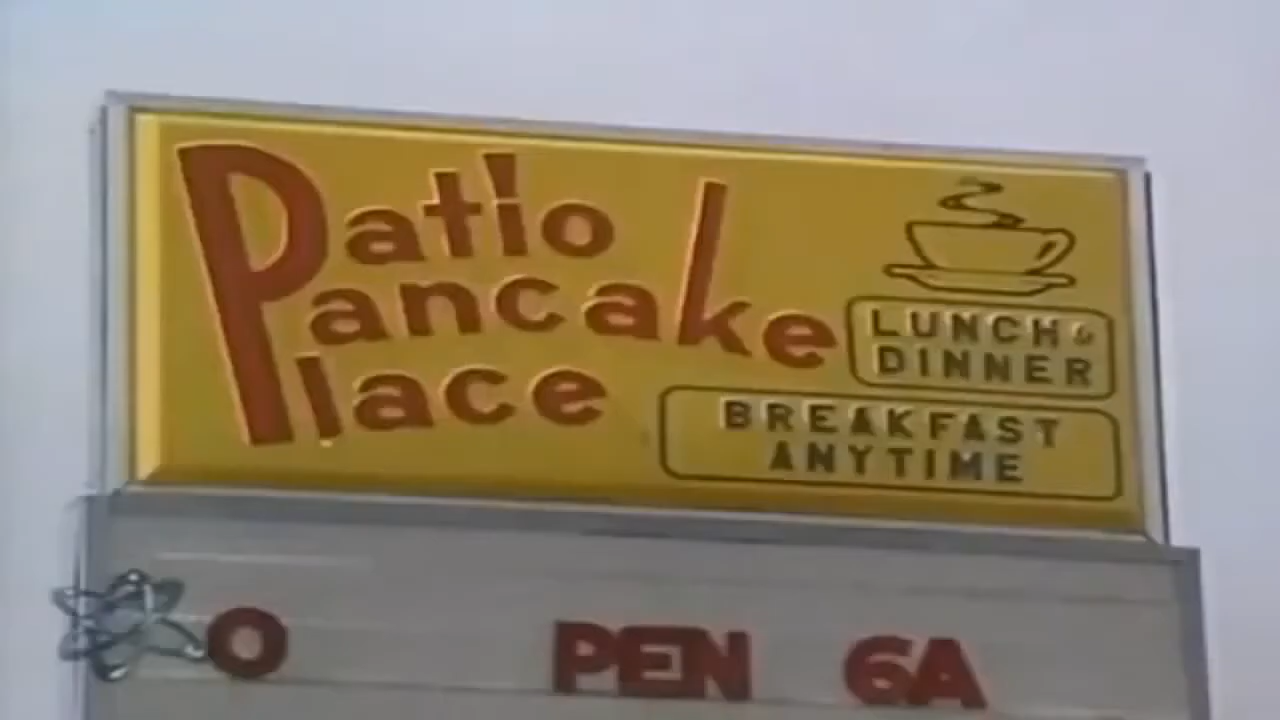 Patio
Pancake
Place
LUNCH &
DINNER
BREAKFAST
ANYTIME
O PEN 6A